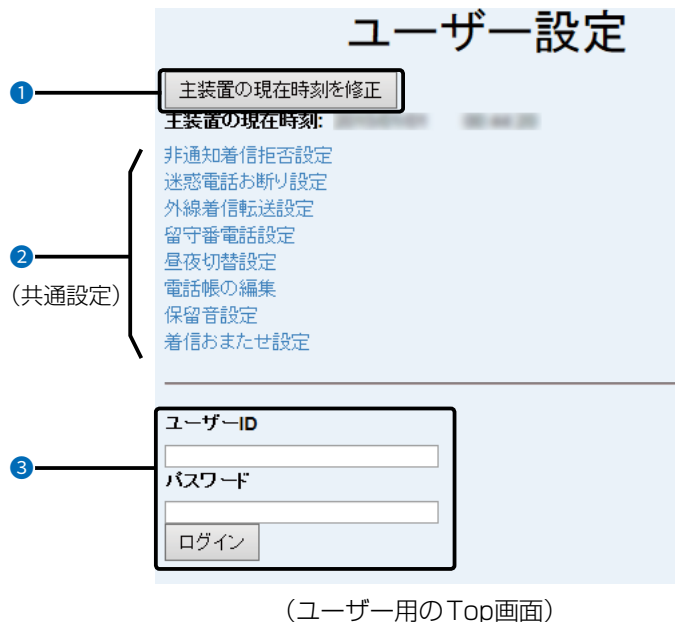 ユーザー設定
❶
主装置の現在時刻を修正
主装置の現在時刻:
非通知着信拒否設定
迷惑電話お断り設定
外線着信転送設定
留守番電話設定
❷
昼夜切替設定
(共通設定)
電話帳の編集
保留音設定
着信おまたせ設定
ユーザーID
❸
パスワード
ログイン
(ユーザー用のTop画面)